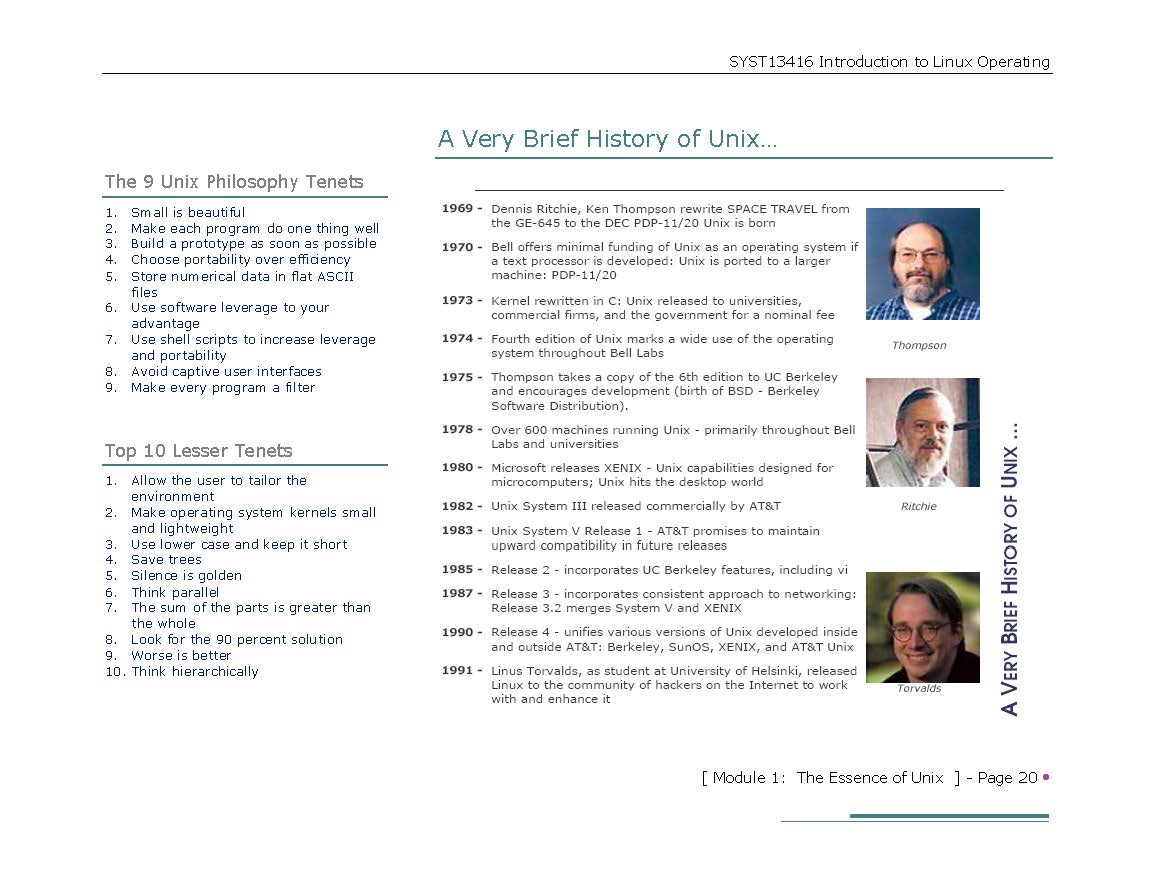 SYST13416 Introduction to Linux Operating
A Very Brief History of Unix…
The 9 Unix Philosophy Tenets
1. Small is beautiful
2. Make each program do one thing well
3. Build a prototype as soon as possible
4. Choose portability over efficiency
5. Store numerical data in flat ASCII
files
6. Use software leverage to your
advantage
7. Use shell scripts to increase leverage
and portability
8. Avoid captive user interfaces
9. Make every program a filter
Top 10 Lesser Tenets
1. Allow the user to tailor the
environment
2. Make operating system kernels small
and lightweight
3. Use lower case and keep it short
4. Save trees
5. Silence is golden
6. Think parallel
7. The sum of the parts is greater than
the whole
8. Look for the 90 percent solution
9. Worse is better
10. Think hierarchically
1969 - Dennis Ritchie, Ken Thompson rewrite SPACE TRAVEL from
the GE-645 to the DEC PDP-11/20 Unix is born
1970 - Bell offers minimal funding of Unix as an operating system if
a text processor is developed: Unix is ported to a larger
machine: PDP-11/20
1973 - Kernel rewritten in C: Unix released to universities,
commercial firms, and the government for a nominal fee
1974 - Fourth edition of Unix marks a wide use of the operating
system throughout Bell Labs
1975 - Thompson takes a copy of the 6th edition to UC Berkeley
and encourages development (birth of BSD - Berkeley
Software Distribution).
1978 - Over 600 machines running Unix - primarily throughout Bell
Labs and universities
1980 - Microsoft releases XENIX - Unix capabilities designed for
microcomputers; Unix hits the desktop world
1982 - Unix System III released commercially by AT&T
1983 - Unix System V Release 1 - AT&T promises to maintain
upward compatibility in future releases
1985 - Release 2 - incorporates UC Berkeley features, including vi
1987 - Release 3 - incorporates consistent approach to networking:
Release 3.2 merges System V and XENIX
1990 - Release 4 - unifies various versions of Unix developed inside
and outside AT&T: Berkeley, SunOS, XENIX, and AT&T Unix
1991 - Linus Torvalds, as student at University of Helsinki, released
Linux to the community of hackers on the Internet to work
with and enhance it
Thompson
Ritchie
Torvalds
A VERY BRIEF HISTORY OF UNIX ...
[ Module 1: The Essence of Unix ] - Page 20 •